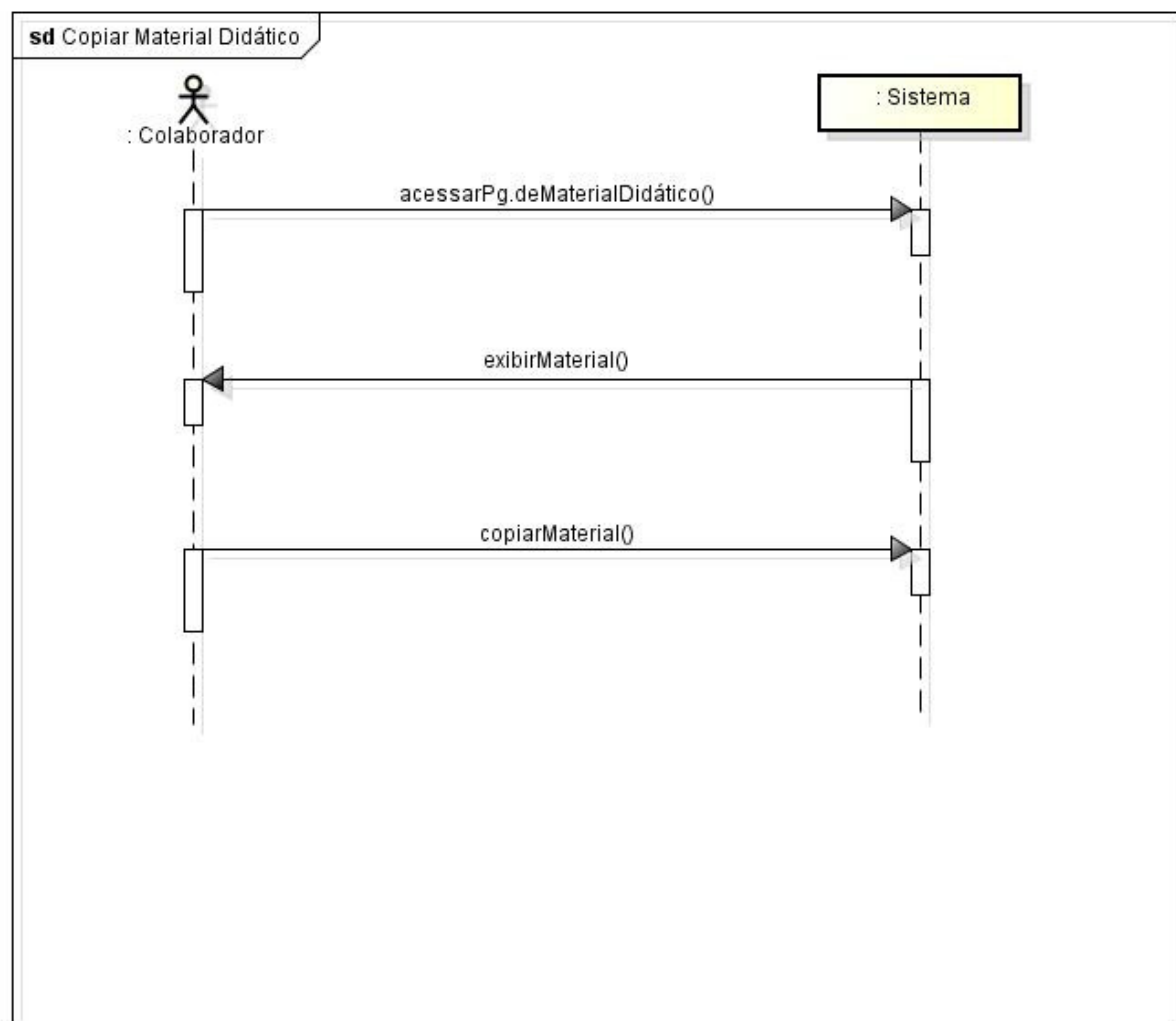 sd Copiar Material Didático
: Colaborador
: Sistema
acessarPg.deMaterialDidático()
exibirMaterial()
copiarMaterial()